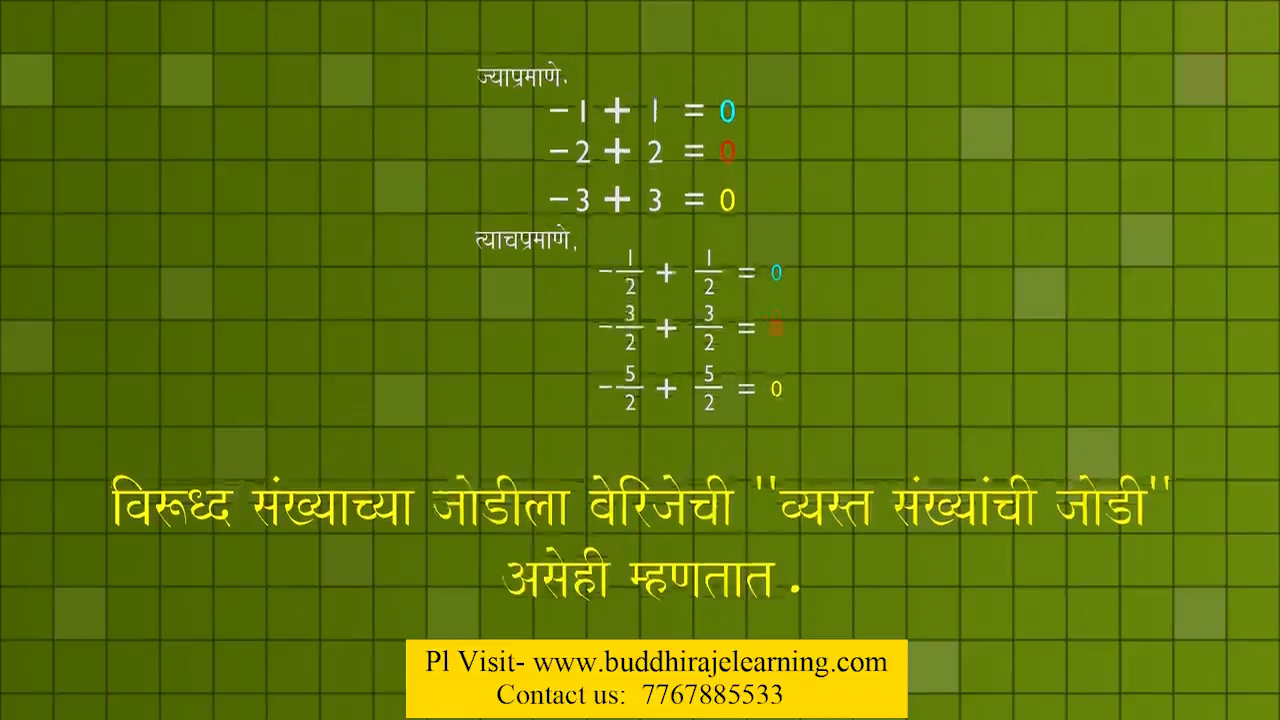 ज्याप्रमाणे.
-1 + 1 = 0
-2 + 2 = 0
-3 + 3 = 0
त्याचप्रमाणे,
-1/2 + 1/2 = 0
-3/2 + 3/2 =
-5/2 + 5/2 = 0
विरूध्द संख्याच्या जोडीला बेरिजेची "व्यस्त संख्यांची जोडी"
असेही म्हणतात.
Pl Visit- www.buddhirajelearning.com
Contact us: 7767885533